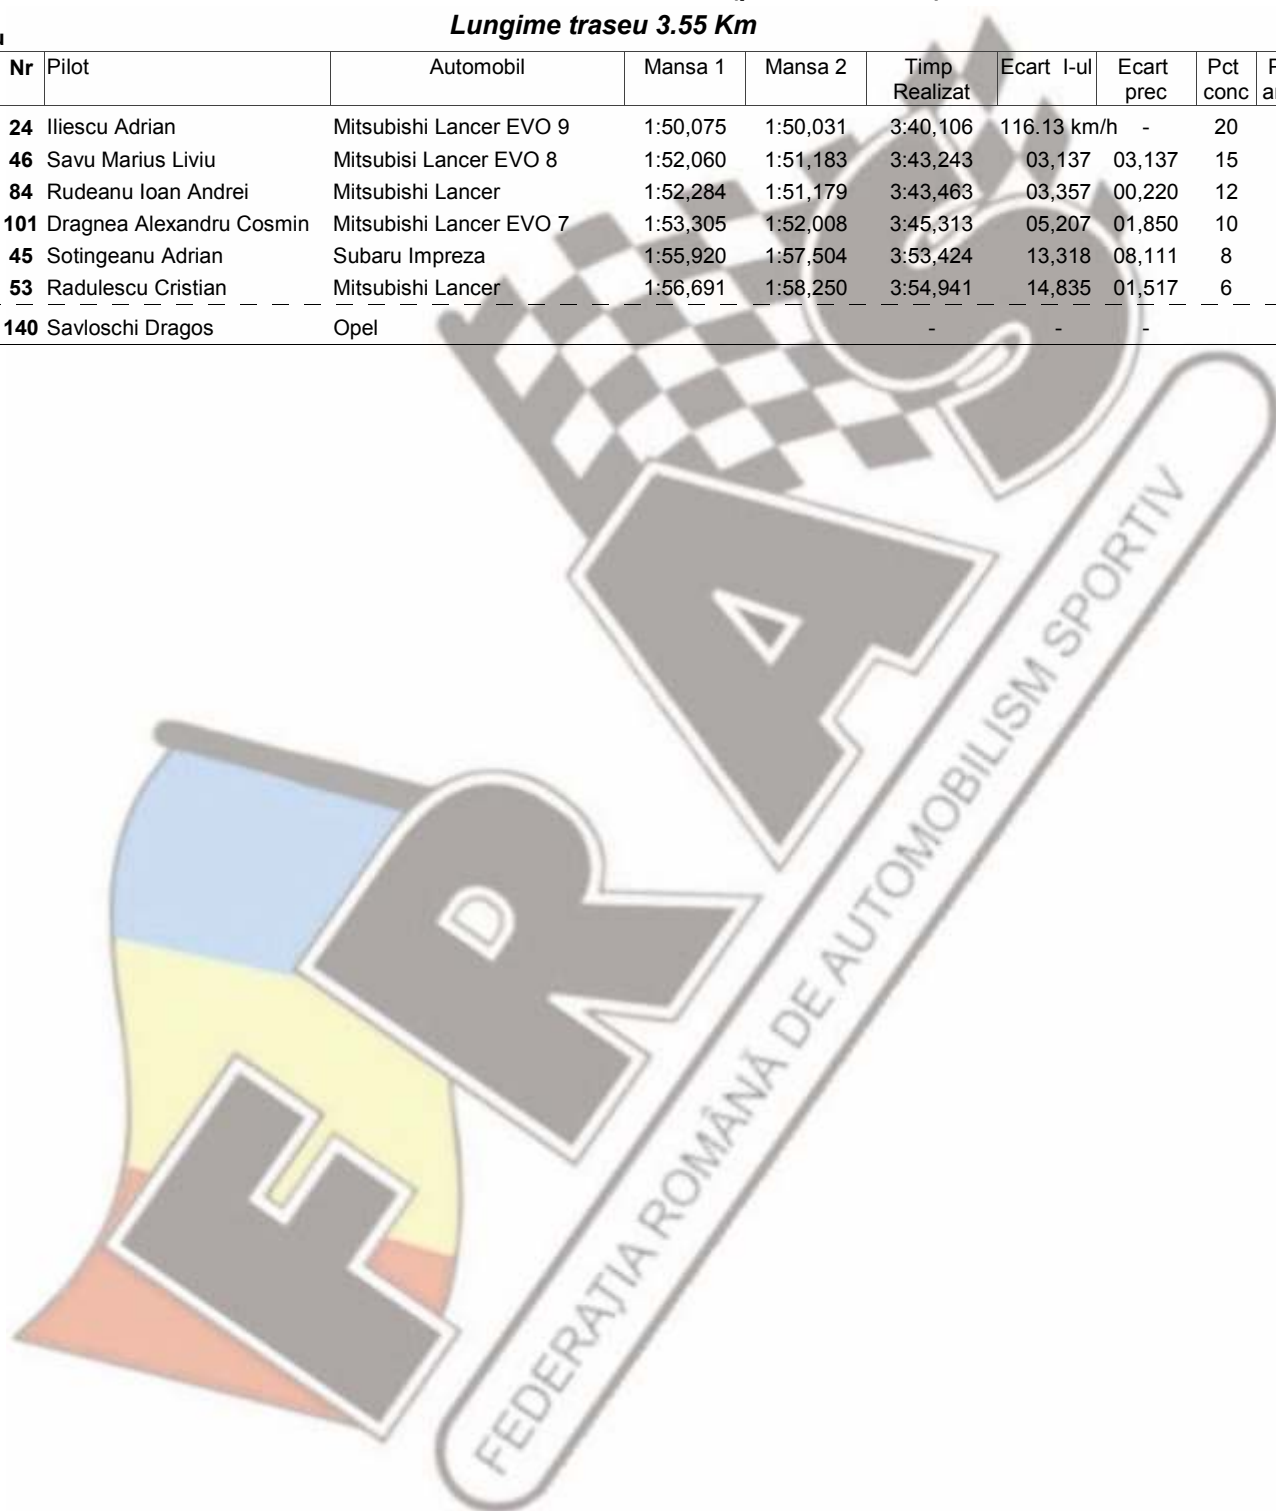 Lungime traseu 3.55 Km
Nr Pilot Automobil Mansa 1 Mansa 2 Timp Realizat Ecart I-ul Ecart prec Pct conc
24 Iliescu Adrian Mitsubishi Lancer EVO 9 1:50,075 1:50,031 3:40,106 116.13 km/h - 20
46 Savu Marius Liviu Mitsubisi Lancer EVO 8 1:52,060 1:51,183 3:43,243 03,137 03,137 15
84 Rudeanu Ioan Andrei Mitsubishi Lancer 1:52,284 1:51,179 3:43,463 03,357 00,220 12
101 Dragnea Alexandru Cosmin Mitsubishi Lancer EVO 7 1:53,305 1:52,008 3:45,313 05,207 01,850 10
45 Sotingeanu Adrian Subaru Impreza 1:55,920 1:57,504 3:53,424 13,318 08,111 8
53 Radulescu Cristian Mitsubishi Lancer 1:56,691 1:58,250 3:54,941 14,835 01,517 6
140 Savloschi Dragos Opel - - -
FRAS
FEDERAŢIA ROMÂNĂ DE AUTOMOBILISM SPORTIV